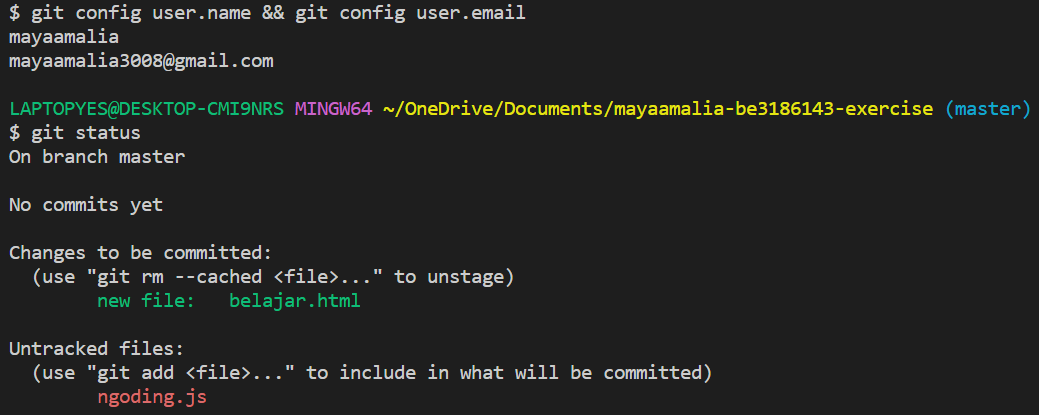 $ git config user.name && git config user.email
mayaamalia
mayaamalia3008@gmail.com
LAPTOPYES@DESKTOP-CMI9NRS MINGW64 ~/OneDrive/Documents/mayaamalia-be3186143-exercise (master)
$ git status
On branch master
No commits yet
Changes to be committed:
(use "git rm --cached <file>..." to unstage)
new file:   belajar.html
Untracked files:
(use "git add <file>..." to include in what will be committed)
ngoding.js